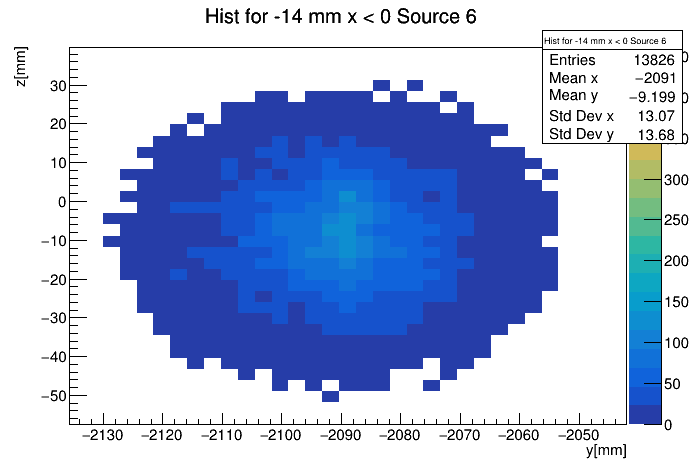 Hist for -14 mm x < 0 Source 6
z[mm]
Hist for -14 mm x < 0 Source 6
Entries 13826
Mean x −2091
Mean y −9.199
Std Dev x 13.07
Std Dev y 13.68
30
20
10
0
−10
−20
−30
−40
−50
300
250
200
150
100
50
0
−2130 −2120 −2110 −2100 −2090 −2080 −2070 −2060 −2050
y[mm]